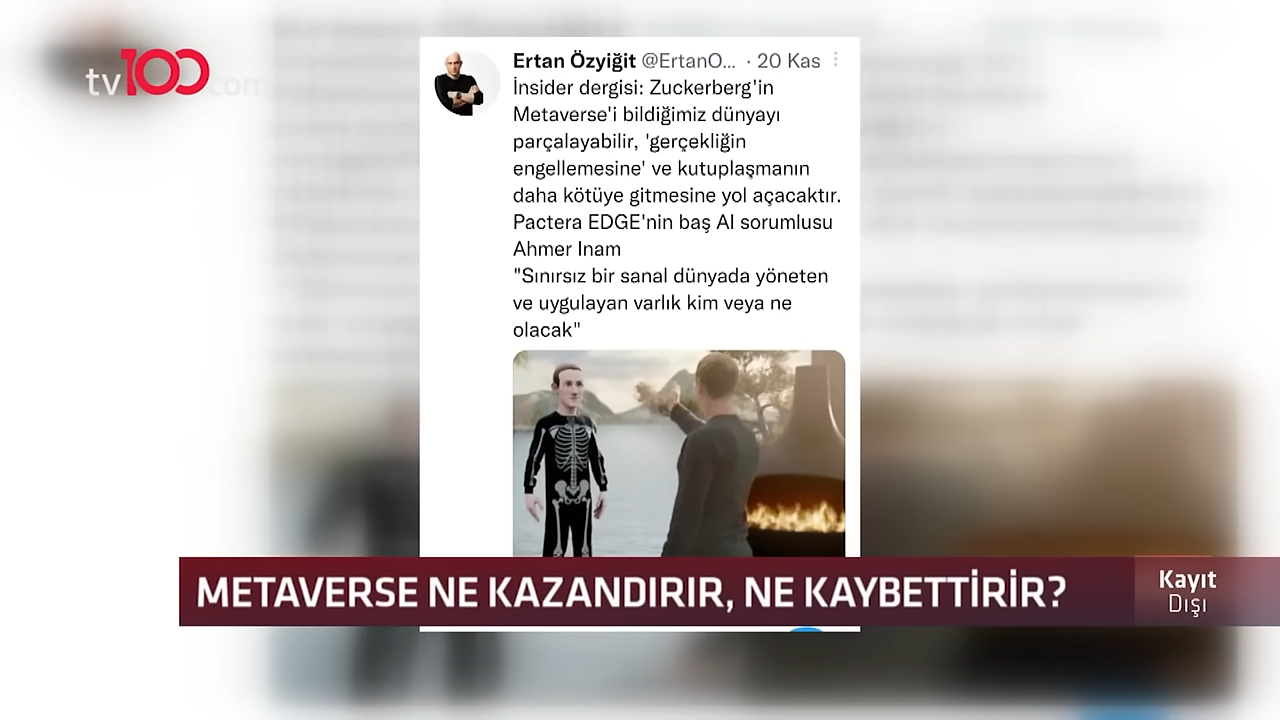 tv100.com
Ertan Özyiğit @ErtanO... · 20 Kas
İnsider dergisi: Zuckerberg'in
Metaverse'i bildiğimiz dünyayı
parçalayabilir, 'gerçekliğin
engellemesine' ve kutuplaşmanın
daha kötüye gitmesine yol açacaktır.
Pactera EDGE'nin baş AI sorumlusu
Ahmer Inam
"Sınırsız bir sanal dünyada yöneten
ve uygulayan varlık kim veya ne
olacak"
METAVERSE NE KAZANDIRIR, NE KAYBETTİRİR?
Kayıt
Dışı